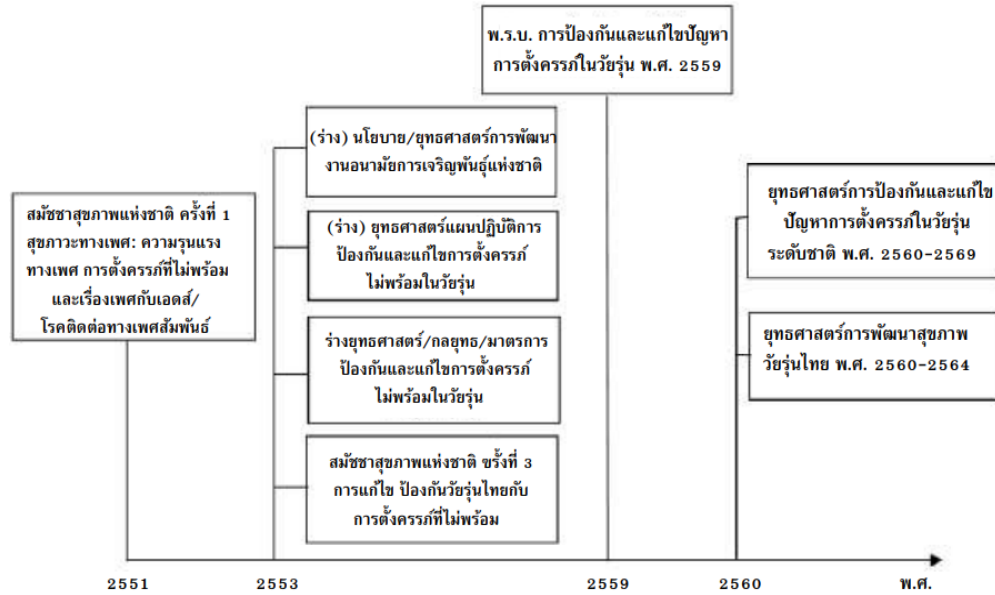 พ.ร.บ. การป้องกันและแก้ไขปัญหา
การตั้งครรภ์ในวัยรุ่น พ.ศ. 2559
(ร่าง) นโยบาย/ยุทธศาสตร์การพัฒนา
งานอนามัยการเจริญพันธุ์แห่งชาติ
สมัชชาสุขภาพแห่งชาติ ครั้งที่ 1
สุขภาวะทางเพศ: ความรุนแรง
ทางเพศ การตั้งครรภ์ที่ไม่พร้อม
และเรื่องเพศกับเอดส์/
โรคติดต่อทางเพศสัมพันธ์
(ร่าง) ยุทธศาสตร์แผนปฏิบัติการ
ป้องกันและแก้ไขการตั้งครรภ์
ไม่พร้อมในวัยรุ่น
ร่างยุทธศาสตร์/กลยุทธ/มาตรการ
ป้องกันและแก้ไขการตั้งครรภ์
ไม่พร้อมในวัยรุ่น
สมัชชาสุขภาพแห่งชาติ ขรั้งที่ 3
การแก้ไข ป้องกันวัยรุ่นไทยกับ
การตั้งครรภ์ที่ไม่พร้อม
ยุทธศาสตร์การป้องกันและแก้ไข
ปัญหาการตั้งครรภ์ในวัยรุ่น
ระดับชาติ พ.ศ. 2560-2569
ยุทธศาสตร์การพัฒนาสุขภาพ
วัยรุ่นไทย พ.ศ. 2560-2564
2551 2553 2559 2560 พ.ศ.